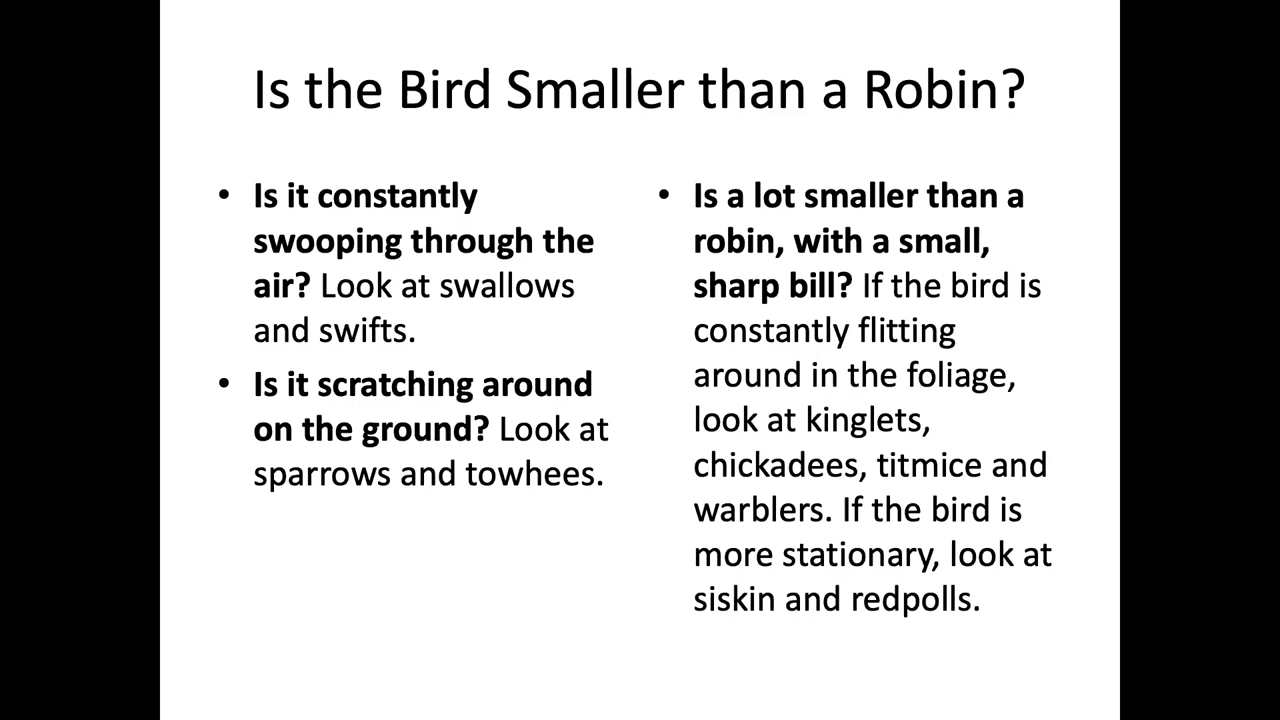 Is the Bird Smaller than a Robin?
• Is it constantly
swooping through the
air? Look at swallows
and swifts.
• Is it scratching around
on the ground? Look at
sparrows and towhees.
• Is a lot smaller than a
robin, with a small,
sharp bill? If the bird is
constantly flitting
around in the foliage,
look at kinglets,
chickadees, titmice and
warblers. If the bird is
more stationary, look at
siskin and redpolls.